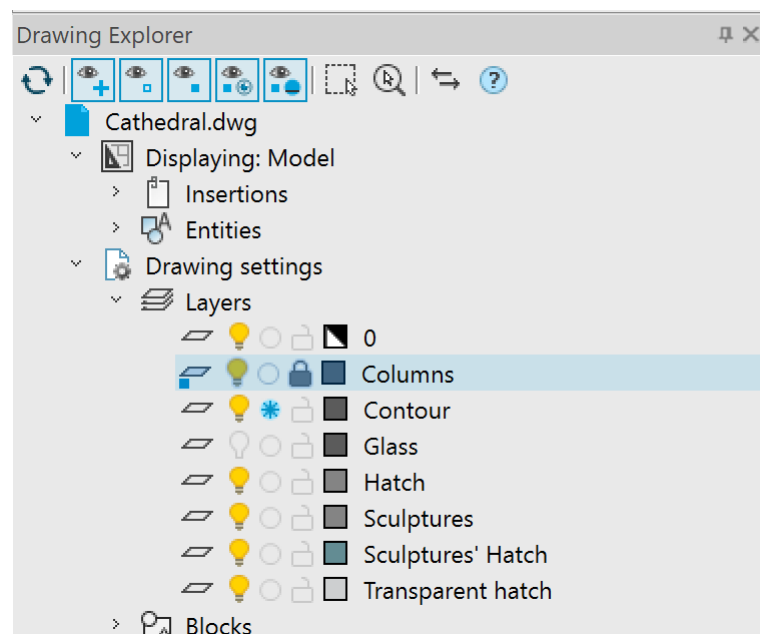 Drawing Explorer
?
Cathedral.dwg
Displaying: Model
Insertions
A
Entities
Drawing settings
Layers
0
Columns
Contour
Glass
Hatch
Sculptures
Sculptures' Hatch
Transparent hatch
Blocks